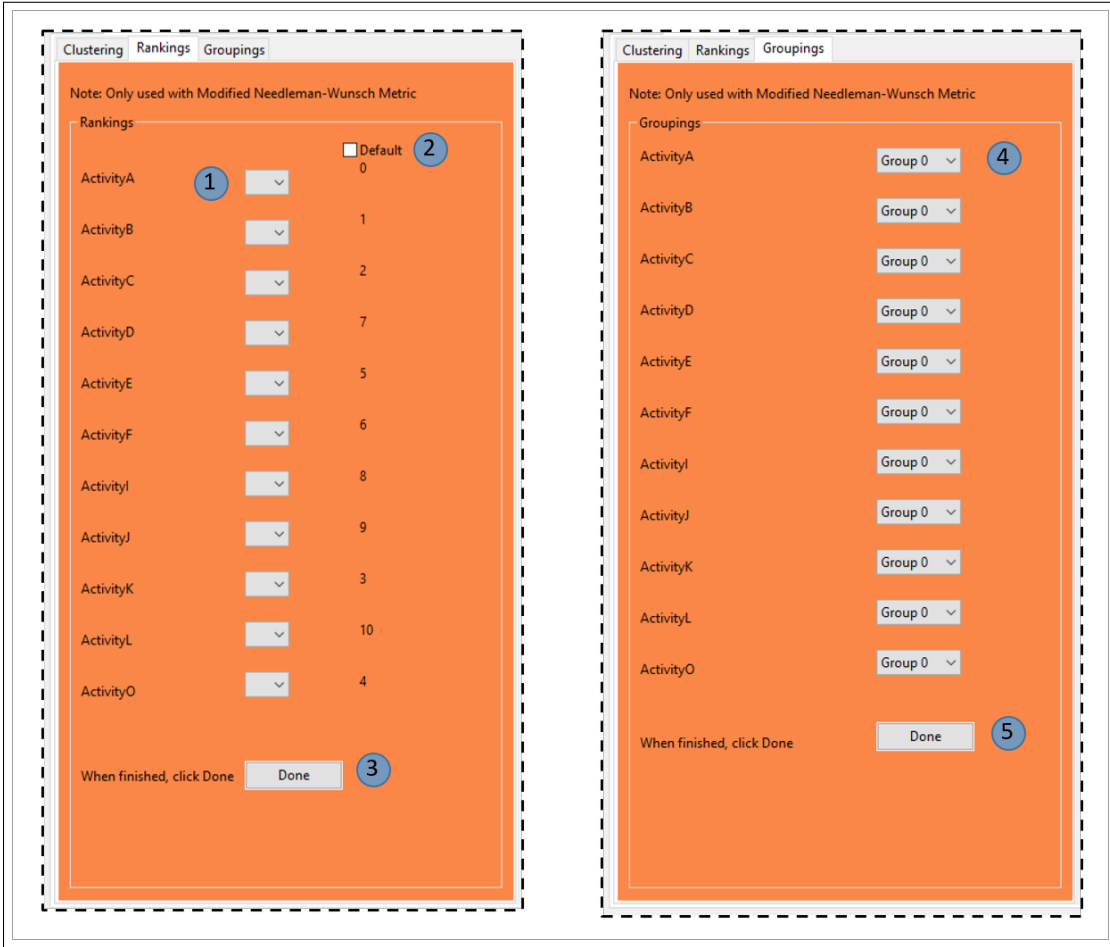 Clustering Rankings Groupings
Note: Only used with Modified Needleman-Wunsch Metric
Rankings
Default 2
0
ActivityA 1
ActivityB 1
ActivityC 2
ActivityD 7
ActivityE 5
ActivityF 6
ActivityI 8
ActivityJ 9
ActivityK 3
ActivityL 10
ActivityO 4
When finished, click Done Done 3
Clustering Rankings Groupings
Note: Only used with Modified Needleman-Wunsch Metric
Groupings
ActivityA Group 0 4
ActivityB Group 0
ActivityC Group 0
ActivityD Group 0
ActivityE Group 0
ActivityF Group 0
ActivityI Group 0
ActivityJ Group 0
ActivityK Group 0
ActivityL Group 0
ActivityO Group 0
When finished, click Done Done 5